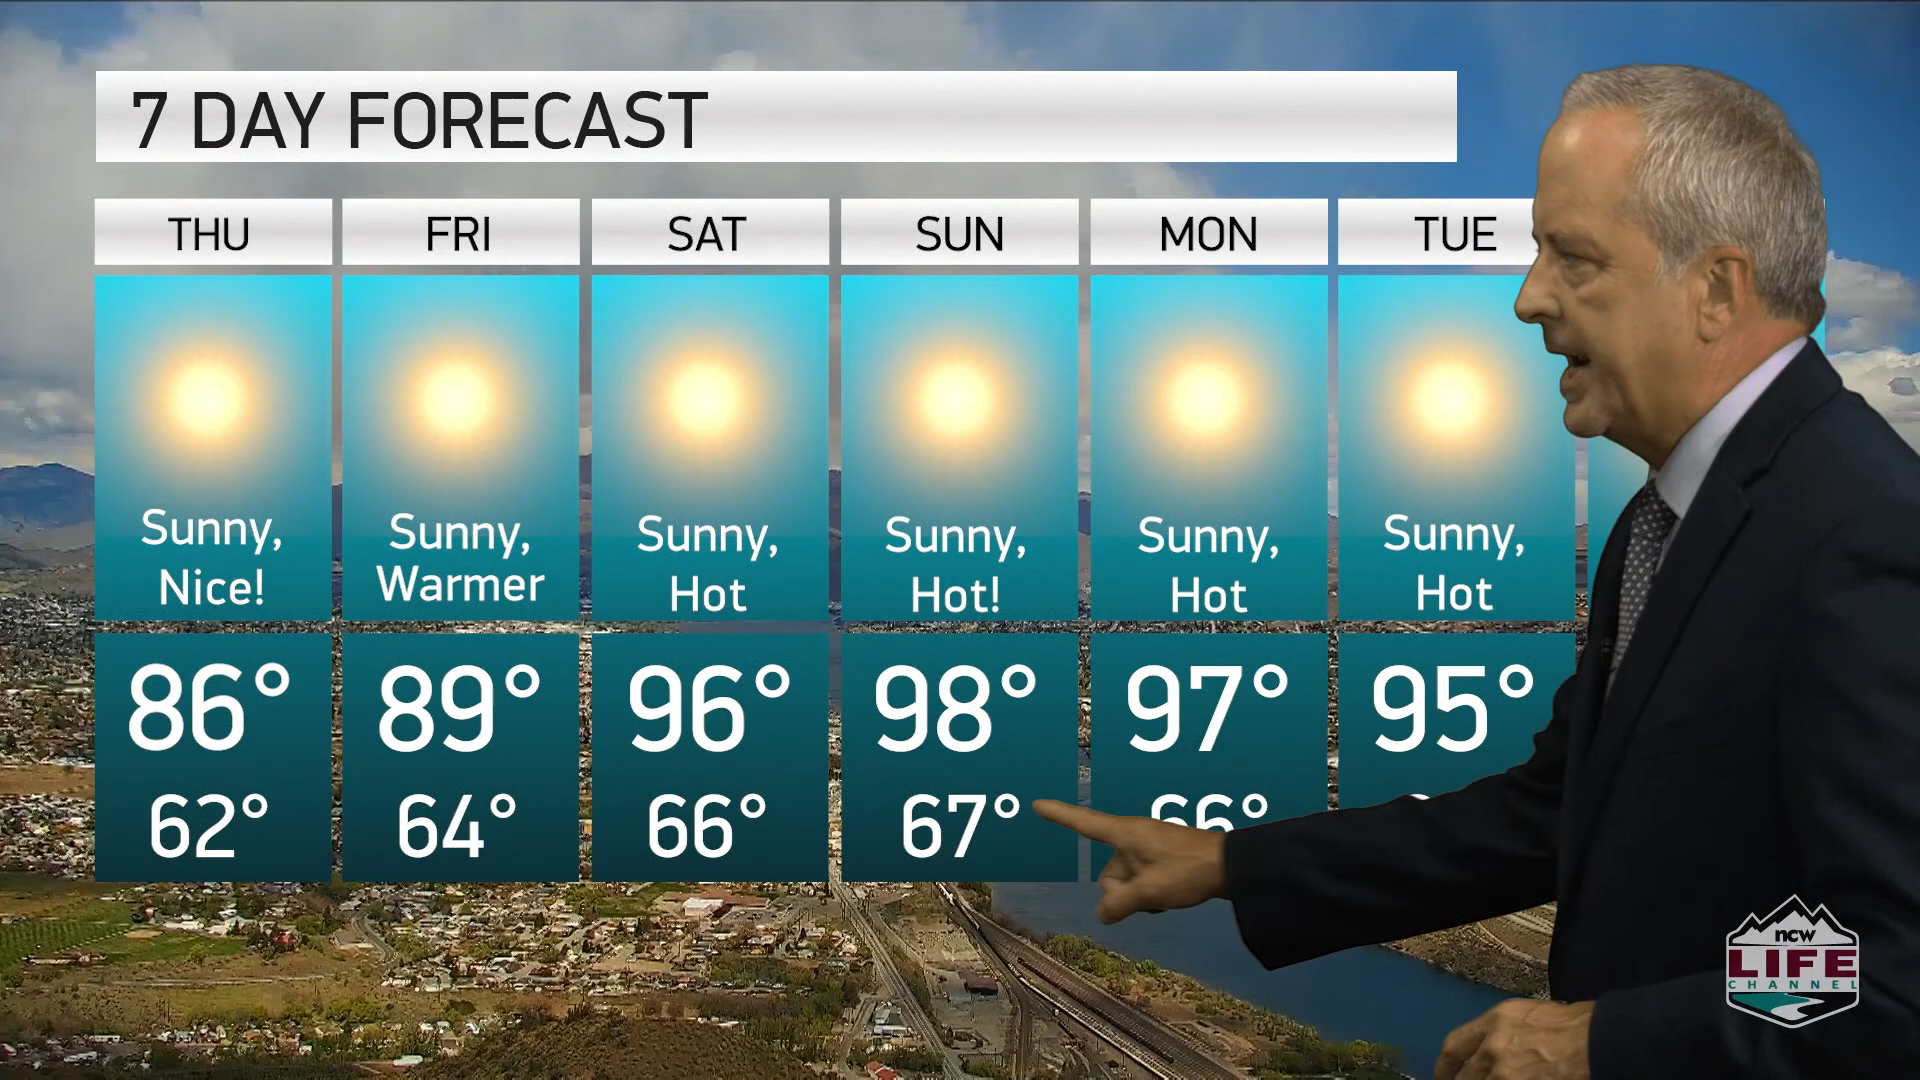 7 DAY FORECAST
THU
FRI
SAT
SUN
MON
TUE
Sunny,
Nice!
Sunny,
Warmer
Sunny,
Hot
Sunny,
Hot!
Sunny,
Hot
Sunny,
Hot
86°
89°
96°
98°
97°
95°
62°
64°
66°
67°
66°
ncw
LIFE
CHANNEL